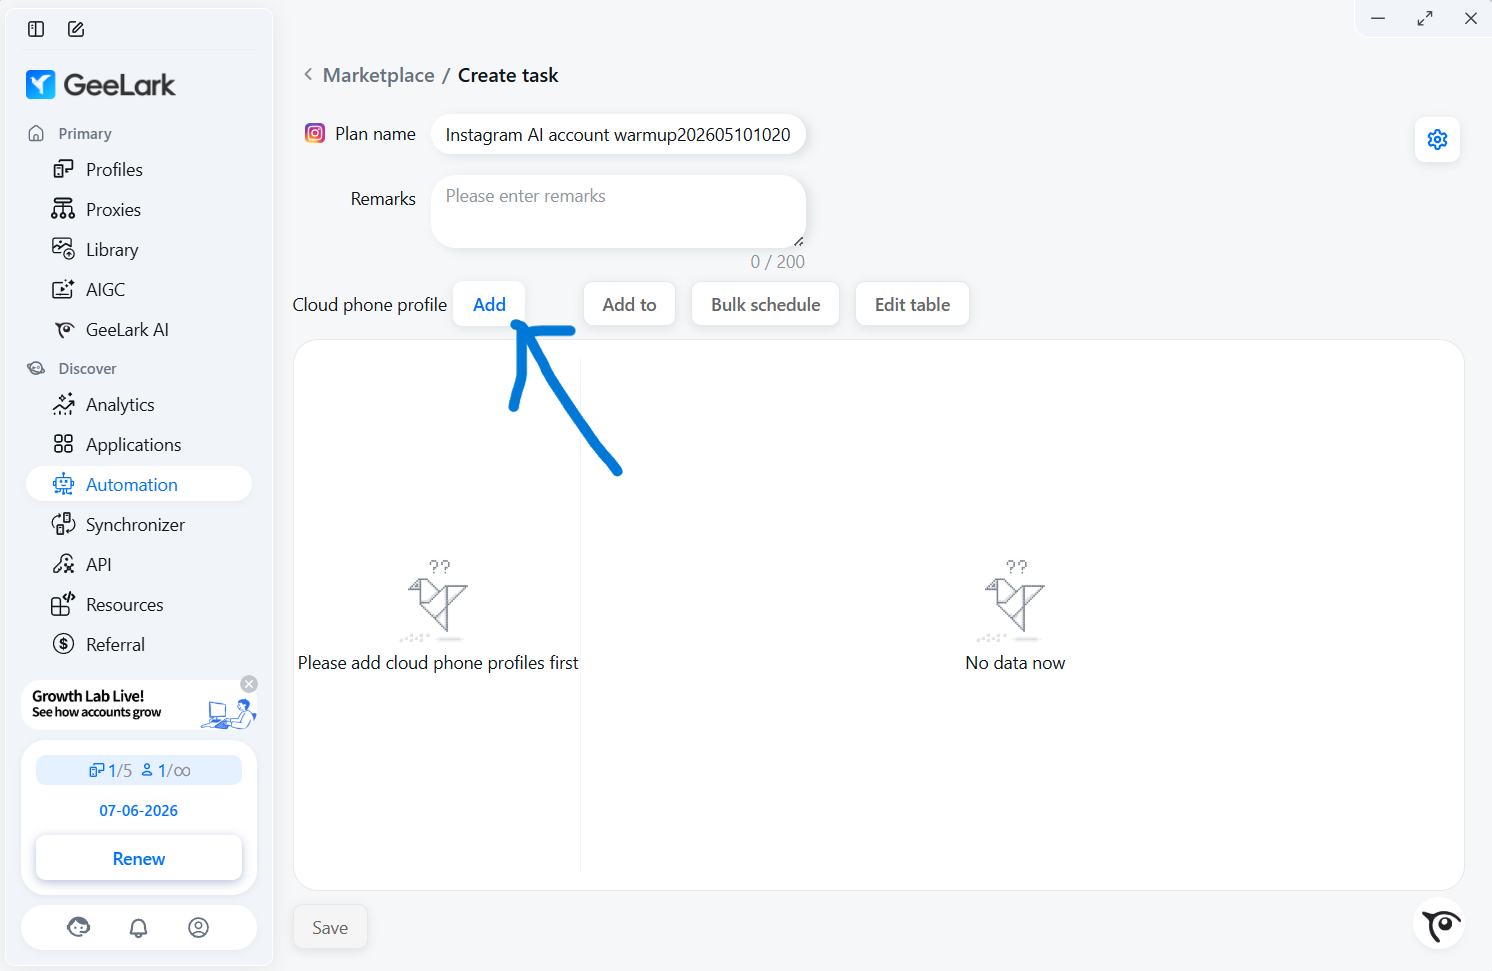 GeeLark
Primary
Profiles
Proxies
Library
AIGC
GeeLark AI
Discover
Analytics
Applications
Automation
Synchronizer
API
Resources
Referral
Growth Lab Live!
See how accounts grow
1/5 1/∞
07-06-2026
Renew
Marketplace / Create task
Plan name Instagram AI account warmup202605101020
Remarks Please enter remarks
0 / 200
Cloud phone profile Add Add to Bulk schedule Edit table
??
??
Please add cloud phone profiles first
No data now
Save